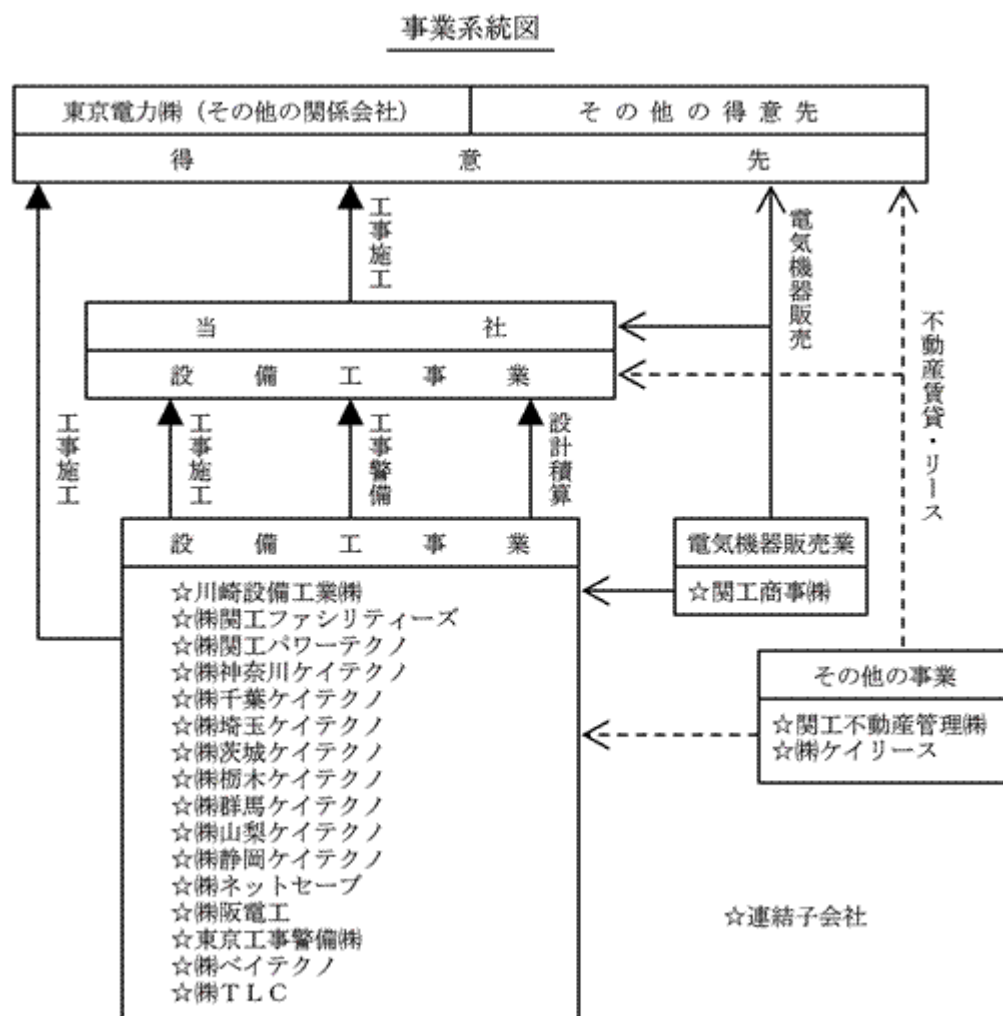 事業系統図
東京電力㈱（その他の関係会社）
その他の得意先
得意先
工事施工
電気機器販売
不動産賃貸・リース
当社
設備工事業
工事施工
工事施工
工事警備
設計積算
設備工事業
☆川崎設備工業㈱
☆㈱関工ファシリティーズ
☆㈱関工パワーテクノ
☆㈱神奈川ケイテクノ
☆㈱千葉ケイテクノ
☆㈱埼玉ケイテクノ
☆㈱茨城ケイテクノ
☆㈱栃木ケイテクノ
☆㈱群馬ケイテクノ
☆㈱山梨ケイテクノ
☆㈱静岡ケイテクノ
☆㈱ネットセーブ
☆㈱阪電工
☆東京工事警備㈱
☆㈱ベイテクノ
☆㈱ＴＬＣ
電気機器販売業
☆関工商事㈱
その他の事業
☆関工不動産管理㈱
☆㈱ケイリース
☆連結子会社